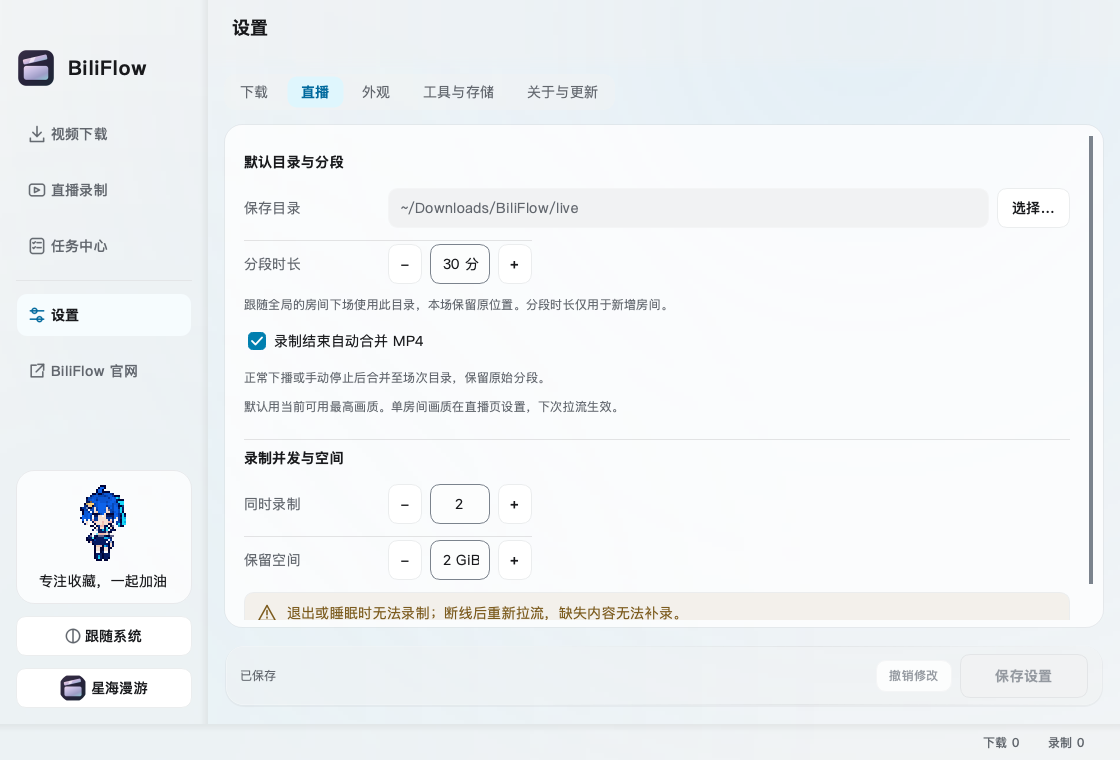 设置
BiliFlow
下载 直播 外观 工具与存储 关于与更新
视频下载
直播录制
任务中心
设置
BiliFlow 官网
专注收藏，一起加油
跟随系统
星海漫游
默认目录与分段
保存目录 ~/Downloads/BiliFlow/live 选择...
分段时长 − 30 分 +
跟随全局的房间下场使用此目录，本场保留原位置。分段时长仅用于新增房间。
录制结束自动合并 MP4
正常下播或手动停止后合并至场次目录，保留原始分段。
默认用当前可用最高画质。单房间画质在直播页设置，下次拉流生效。
录制并发与空间
同时录制 − 2 +
保留空间 − 2 GiB +
退出或睡眠时无法录制；断线后重新拉流，缺失内容无法补录。
已保存 撤销修改 保存设置
下载 0 录制 0